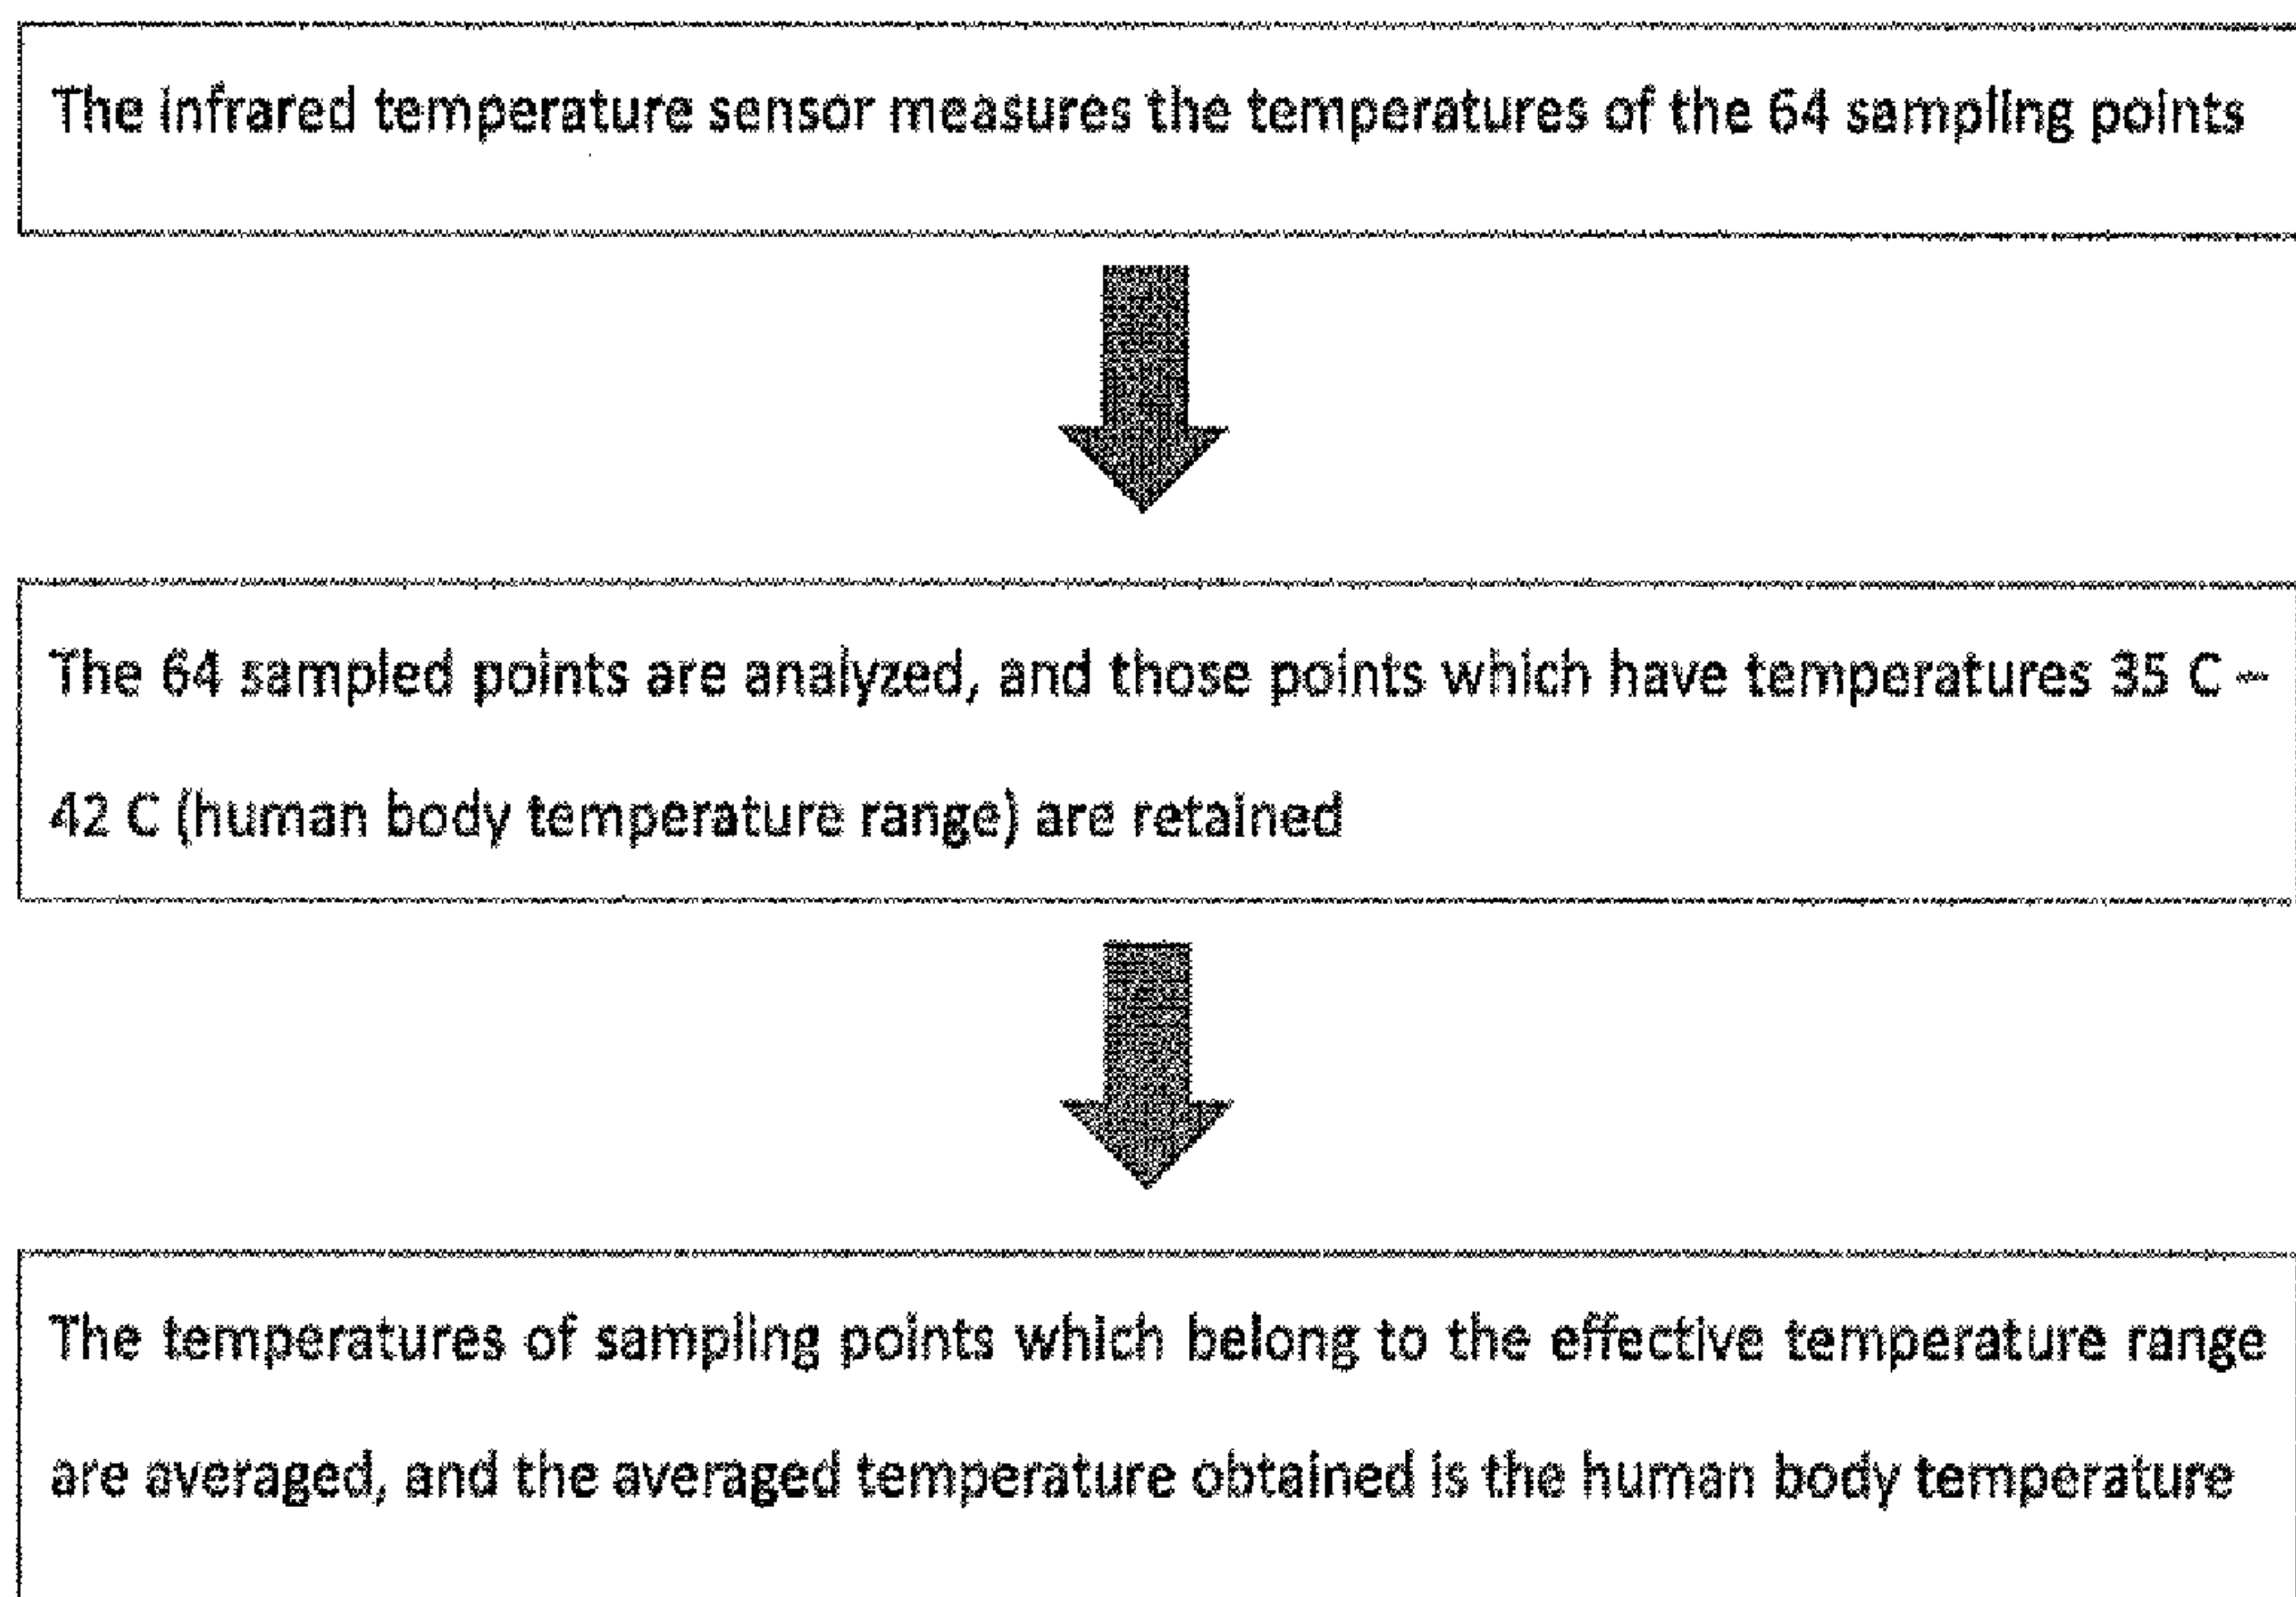 The infrared temperature sensor measures the temperatures of the 64 sampling points
The 64 sampled points are analyzed, and those points which have temperatures 35 C –
42 C (human body temperature range) are retained
The temperatures of sampling points which belong to the effective temperature range
are averaged, and the averaged temperature obtained is the human body temperature